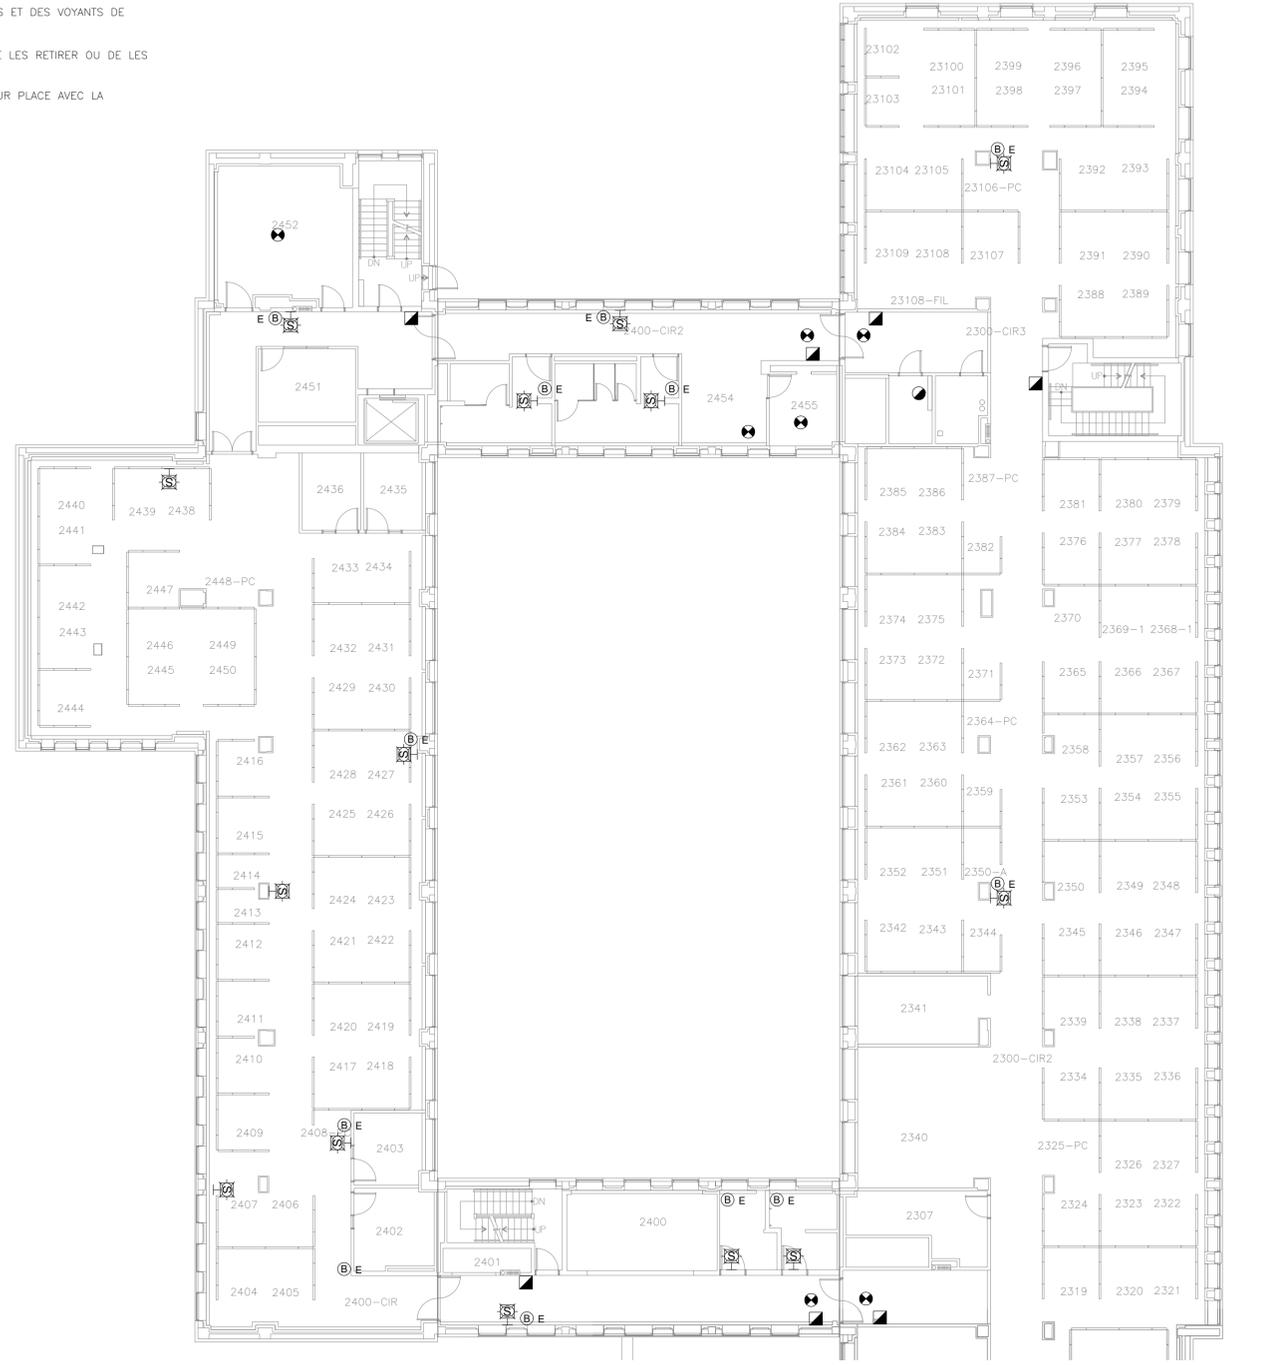 S ET DES VOYANTS DE
E LES RETIRER OU DE LES
UR PLACE AVEC LA
23102
23100 2399 2396 2395
23103 23101 2398 2397 2394
B E
S
23104 23105 2392 2393
23106-PC
2452
23109 23108 23107 2391 2390
DN UP
UP
2388 2389
23108-FIL
E B S
E B S
2400-CIR2 2300-CIR3
UP
DN
2451
B E
S
B E
S
2454 2455
2387-PC
S
2436 2435 2385 2386
2440 2439 2438 2381 2380 2379
2441 2384 2383 2382 2376 2377 2378
2433 2434
2447 2448-PC
2442 2374 2375 2370
2443 2369-1 2368-1
2446 2449 2432 2431
2445 2450 2373 2372 2371 2365 2366 2367
2429 2430
2444 2364-PC
B E
S
2416 2362 2363 2358 2357 2356
2428 2427
2361 2360 2359 2353 2354 2355
2425 2426
2415
2414 S 2352 2351 2350-A
B E
S
2350 2349 2348
2424 2423
2413
2412 2421 2422 2342 2343 2344 2345 2346 2347
2411 2420 2419 2341 2339 2338 2337
2410 2417 2418 2300-CIR2
2334 2335 2336
B E
S
2409 2408- 2403 2340 2325-PC
2326 2327
S
2407 2406 DN B E B E 2324 2323 2322
2402 UP 2400 2307
S S
2401
B E
2404 2405 2400-CIR 2319 2320 2321
S
B E